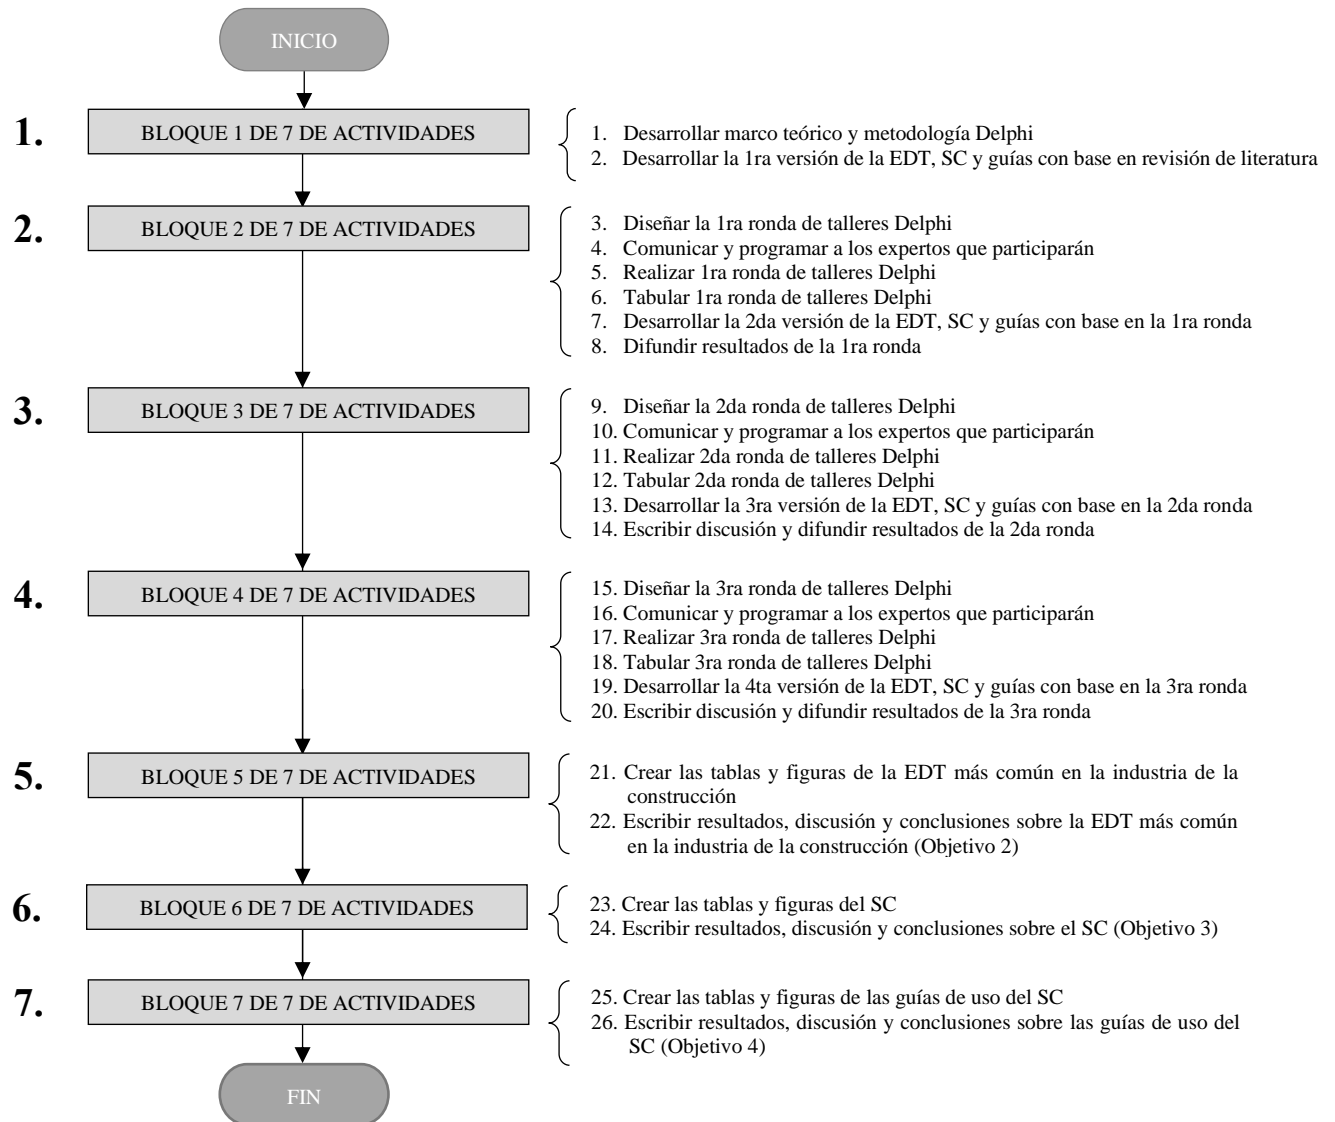 INICIO
1.
BLOQUE 1 DE 7 DE ACTIVIDADES
1. Desarrollar marco teórico y metodología Delphi
2. Desarrollar la 1ra versión de la EDT, SC y guías con base en revisión de literatura
2.
BLOQUE 2 DE 7 DE ACTIVIDADES
3. Diseñar la 1ra ronda de talleres Delphi
4. Comunicar y programar a los expertos que participarán
5. Realizar 1ra ronda de talleres Delphi
6. Tabular 1ra ronda de talleres Delphi
7. Desarrollar la 2da versión de la EDT, SC y guías con base en la 1ra ronda
8. Difundir resultados de la 1ra ronda
3.
BLOQUE 3 DE 7 DE ACTIVIDADES
9. Diseñar la 2da ronda de talleres Delphi
10. Comunicar y programar a los expertos que participarán
11. Realizar 2da ronda de talleres Delphi
12. Tabular 2da ronda de talleres Delphi
13. Desarrollar la 3ra versión de la EDT, SC y guías con base en la 2da ronda
14. Escribir discusión y difundir resultados de la 2da ronda
4.
BLOQUE 4 DE 7 DE ACTIVIDADES
15. Diseñar la 3ra ronda de talleres Delphi
16. Comunicar y programar a los expertos que participarán
17. Realizar 3ra ronda de talleres Delphi
18. Tabular 3ra ronda de talleres Delphi
19. Desarrollar la 4ta versión de la EDT, SC y guías con base en la 3ra ronda
20. Escribir discusión y difundir resultados de la 3ra ronda
5.
BLOQUE 5 DE 7 DE ACTIVIDADES
21. Crear las tablas y figuras de la EDT más común en la industria de la
construcción
22. Escribir resultados, discusión y conclusiones sobre la EDT más común
en la industria de la construcción (Objetivo 2)
6.
BLOQUE 6 DE 7 DE ACTIVIDADES
23. Crear las tablas y figuras del SC
24. Escribir resultados, discusión y conclusiones sobre el SC (Objetivo 3)
7.
BLOQUE 7 DE 7 DE ACTIVIDADES
25. Crear las tablas y figuras de las guías de uso del SC
26. Escribir resultados, discusión y conclusiones sobre las guías de uso del
SC (Objetivo 4)
FIN